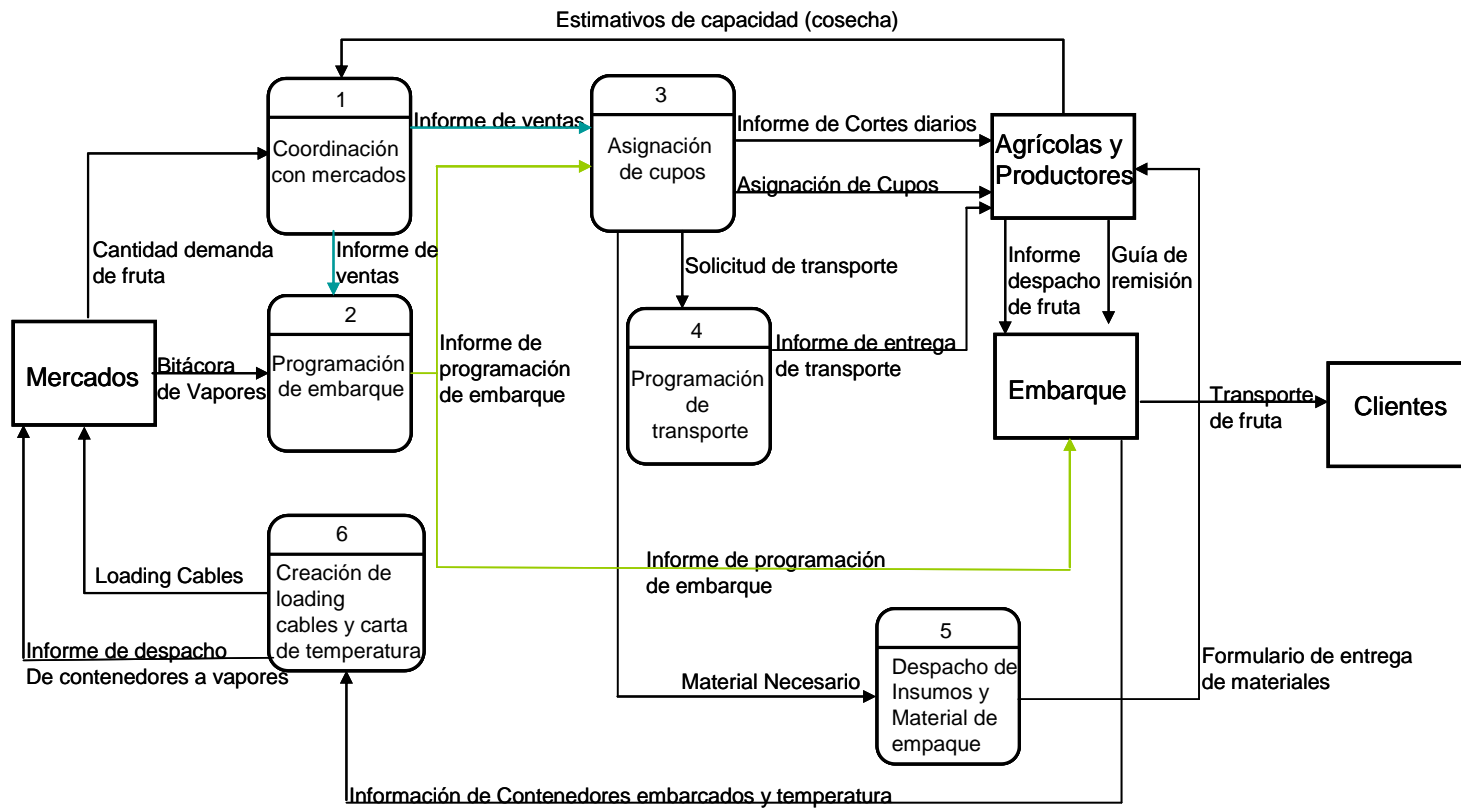 Estimativos de capacidad (cosecha)
1
Coordinación
con mercados
Informe de ventas
3
Asignación
de cupos
Informe de Cortes diarios
Asignación de Cupos
Agrícolas y
Productores
Cantidad demanda
de fruta
Informe de
ventas
Solicitud de transporte
Informe
despacho
de fruta
Guía de
remisión
Mercados
Bitácora
de Vapores
2
Programación
de embarque
Informe de
programación
de embarque
4
Programación
de
transporte
Informe de entrega
de transporte
Embarque
Transporte
de fruta
Clientes
6
Creación de
loading
cables y carta
de temperatura
Loading Cables
Informe de despacho
De contenedores a vapores
Informe de programación
de embarque
Material Necesario
5
Despacho de
Insumos y
Material de
empaque
Formulario de entrega
de materiales
Información de Contenedores embarcados y temperatura